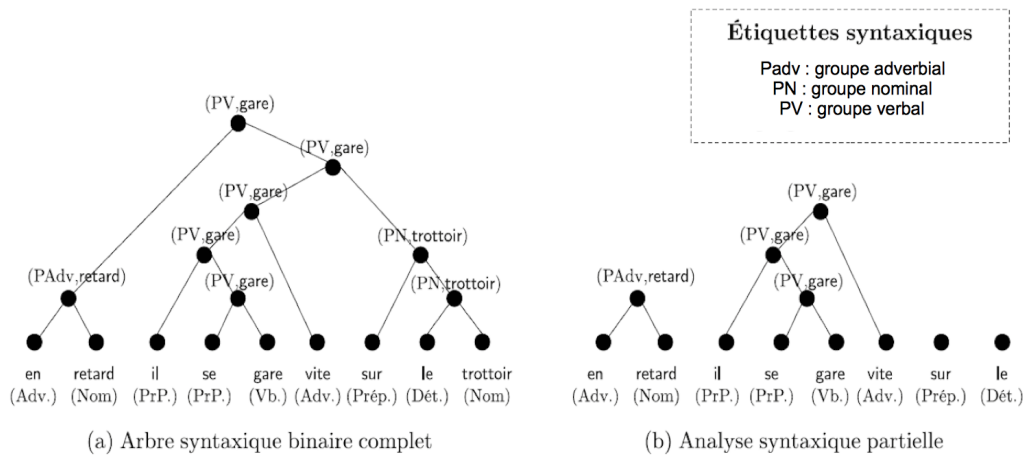 Étiquettes syntaxiques
Padv : groupe adverbial
PN : groupe nominal
PV : groupe verbal
(PV,gare)
(PV,gare)
(PV,gare)
(PV,gare)
(PN,trottoir)
(PAdv,retard)
(PV,gare)
(PN,trottoir)
en retard il se gare vite sur le trottoir
(Adv.) (Nom) (PrP.) (PrP.) (Vb.) (Adv.) (Prép.) (Dét.) (Nom)
(a) Arbre syntaxique binaire complet
(PV,gare)
(PV,gare)
(PAdv,retard)
(PV,gare)
en retard il se gare vite sur le
(Adv.) (Nom) (PrP.) (PrP.) (Vb.) (Adv.) (Prép.) (Dét.)
(b) Analyse syntaxique partielle